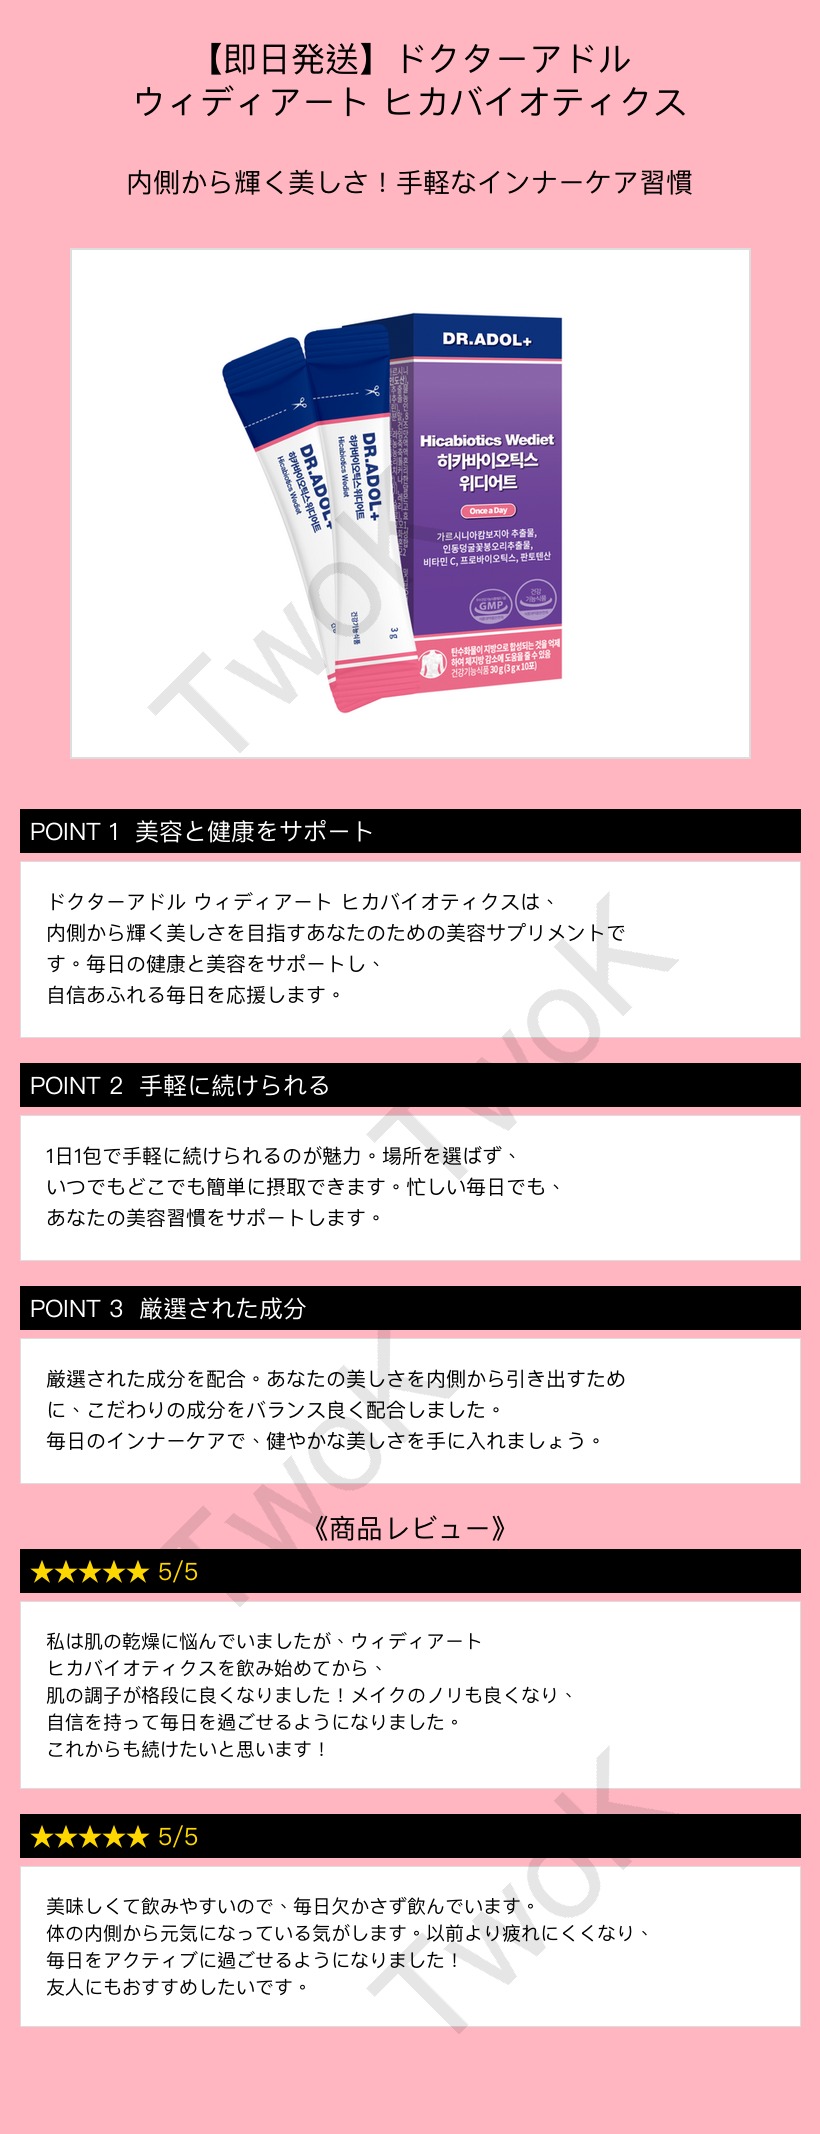 【即日発送】ドクターアドル
ウィディアート ヒカバイオティクス
内側から輝く美しさ！手軽なインナーケア習慣
DR.ADOL+
Hicabiotics Wediet
히카바이오틱스
위디어트
Once a Day
가르시니아캄보지아 추출물,
인동덩굴꽃봉오리추출물,
비타민 C, 프로바이오틱스, 판토텐산
GMP
건강
기능식품
탄수화물이 지방으로 합성되는 것을 억제
하여 체지방 감소에 도움을 줄 수 있음
건강기능식품 30 g (3 g x 10포)
DR.ADOL+
히카바이오틱스 위디어트
Hicabiotics Wediet
DR.ADOL+
히카바이오틱스 위디어트
Hicabiotics Wediet
건강기능식품
3 g
TwoK
POINT 1 美容と健康をサポート
ドクターアドル ウィディアート ヒカバイオティクスは、
内側から輝く美しさを目指すあなたのための美容サプリメントで
す。毎日の健康と美容をサポートし、
自信あふれる毎日を応援します。
TwoK
POINT 2 手軽に続けられる
1日1包で手軽に続けられるのが魅力。場所を選ばず、
いつでもどこでも簡単に摂取できます。忙しい毎日でも、
あなたの美容習慣をサポートします。
POINT 3 厳選された成分
厳選された成分を配合。あなたの美しさを内側から引き出すため
に、こだわりの成分をバランス良く配合しました。
毎日のインナーケアで、健やかな美しさを手に入れましょう。
TwoK
《商品レビュー》
★★★★★ 5/5
私は肌の乾燥に悩んでいましたが、ウィディアート
ヒカバイオティクスを飲み始めてから、
肌の調子が格段に良くなりました！メイクのノリも良くなり、
自信を持って毎日を過ごせるようになりました。
これからも続けたいと思います！
★★★★★ 5/5
美味しくて飲みやすいので、毎日欠かさず飲んでいます。
体の内側から元気になっている気がします。以前より疲れにくくなり、
毎日をアクティブに過ごせるようになりました！
友人にもおすすめしたいです。
TwoK